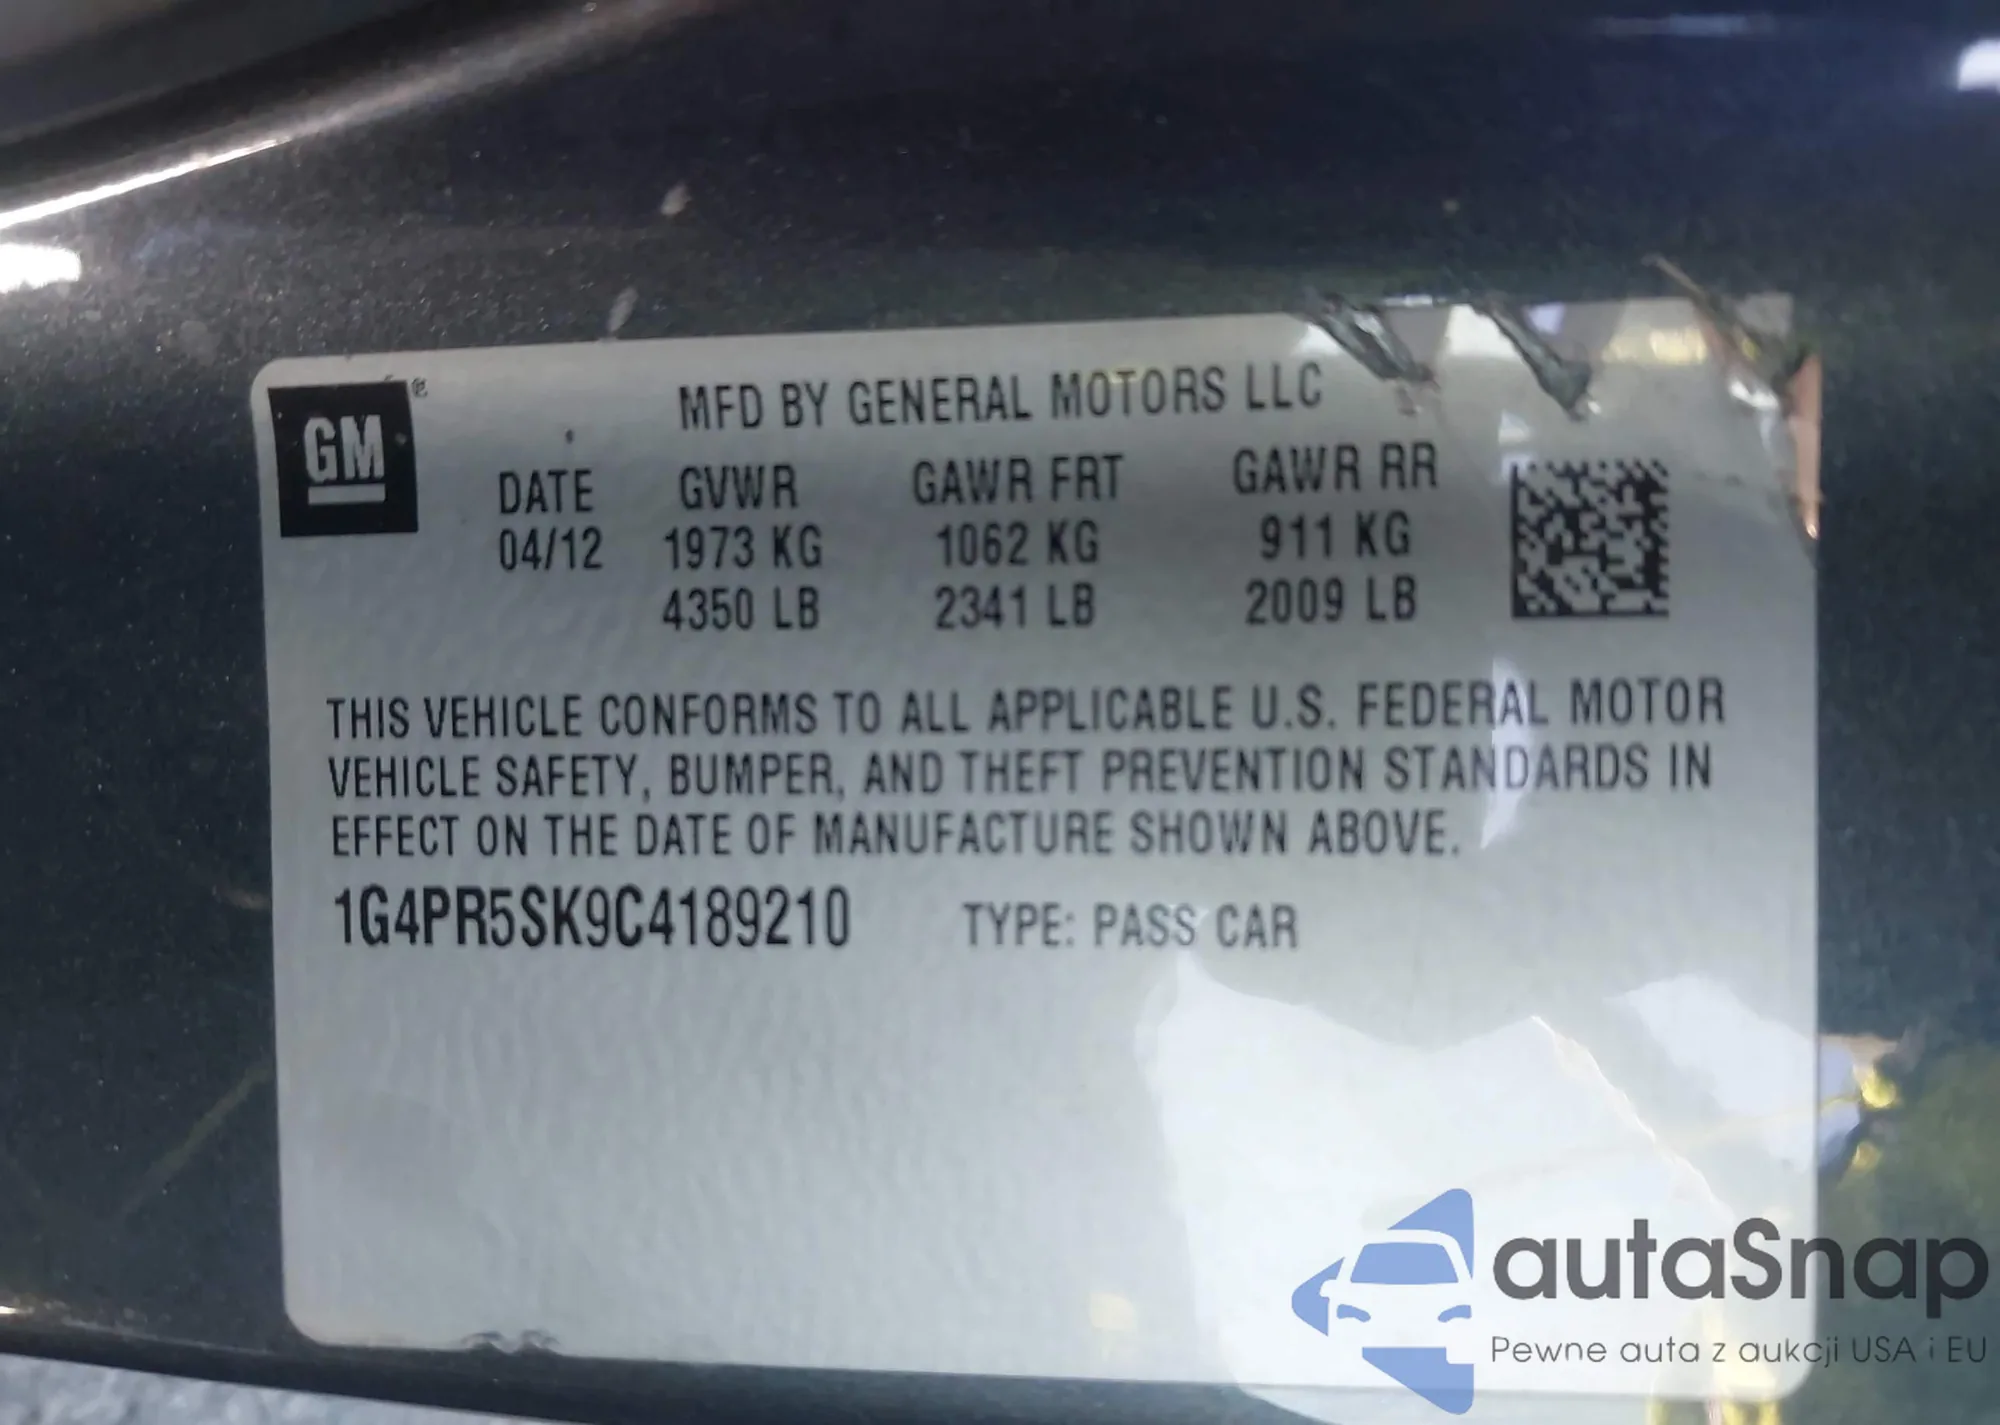 GM ®
MFD BY GENERAL MOTORS LLC
DATE GVWR GAWR FRT GAWR RR
04/12 1973 KG 1062 KG 911 KG
4350 LB 2341 LB 2009 LB
THIS VEHICLE CONFORMS TO ALL APPLICABLE U.S. FEDERAL MOTOR
VEHICLE SAFETY, BUMPER, AND THEFT PREVENTION STANDARDS IN
EFFECT ON THE DATE OF MANUFACTURE SHOWN ABOVE.
1G4PR5SK9C4189210 TYPE: PASS CAR
autaSnap
Pewne auta z aukcji USA i EU